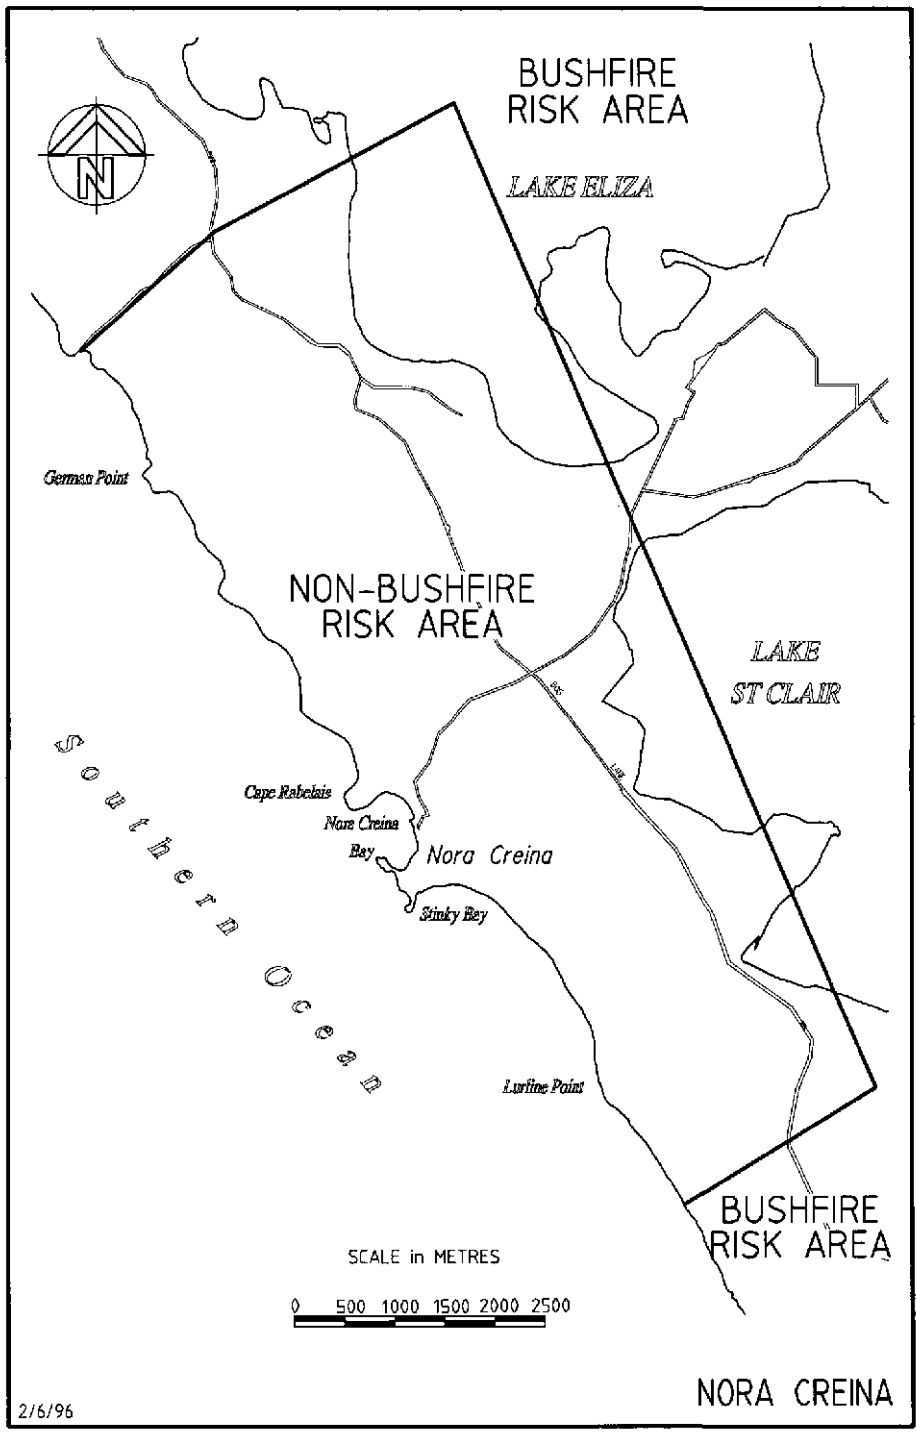 BUSHFIRE
RISK AREA
LAKE ELIZA
N
German Point
NON-BUSHFIRE
RISK AREA
LAKE
ST CLAIR
Southern Ocean
Cape Rabelais
Nora Creina
Bay
Nora Creina
Stinky Bay
Lurline Point
BUSHFIRE
RISK AREA
SCALE in METRES
0 500 1000 1500 2000 2500
NORA CREINA
2/6/96